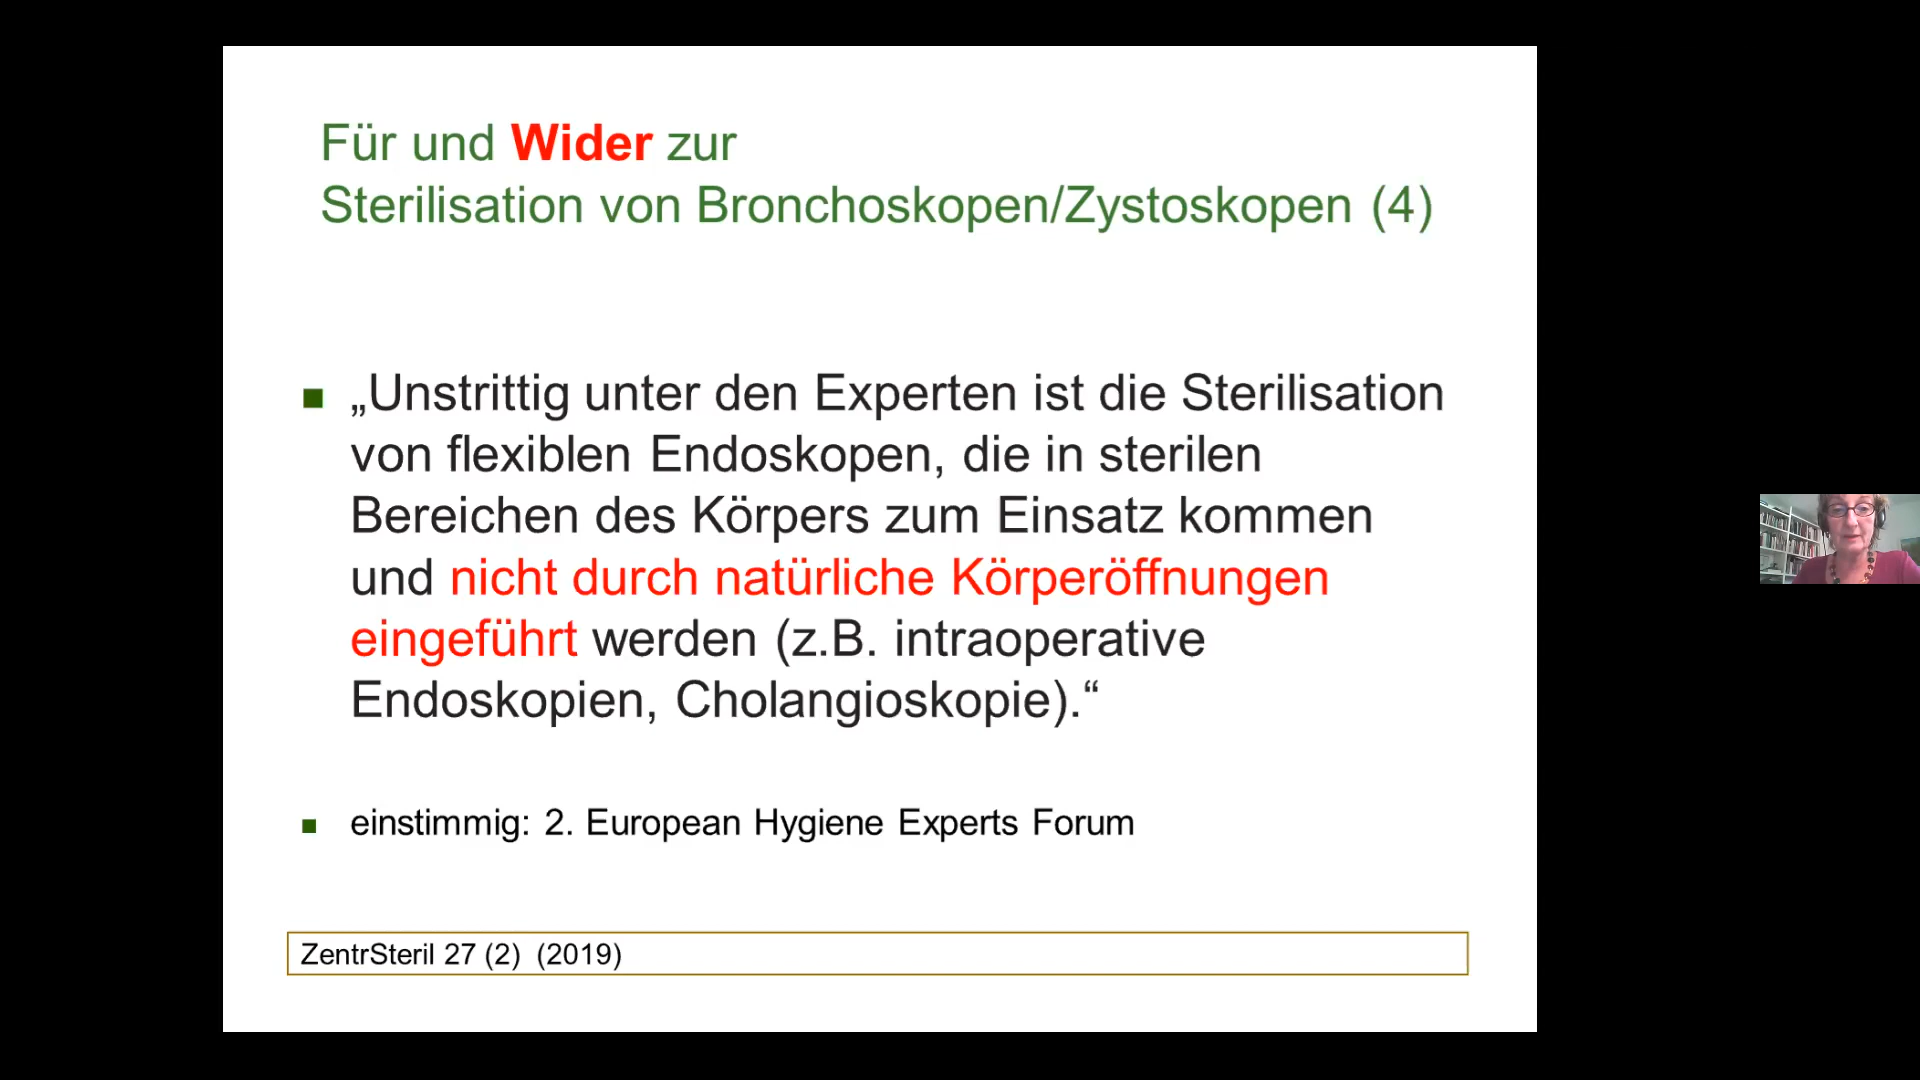 Für und Wider zur
Sterilisation von Bronchoskopen/Zystoskopen (4)
„Unstrittig unter den Experten ist die Sterilisation
von flexiblen Endoskopen, die in sterilen
Bereichen des Körpers zum Einsatz kommen
und nicht durch natürliche Körperöffnungen
eingeführt werden (z.B. intraoperative
Endoskopien, Cholangioskopie).“
einstimmig: 2. European Hygiene Experts Forum
ZentrSteril 27 (2) (2019)